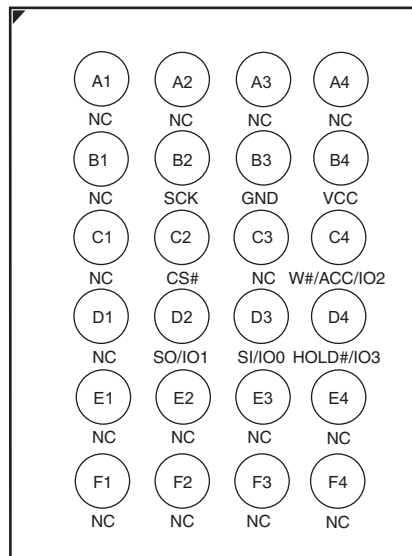 A1 A2 A3 A4
NC NC NC NC
B1 B2 B3 B4
NC SCK GND VCC
C1 C2 C3 C4
NC CS# NC W#/ACC/IO2
D1 D2 D3 D4
NC SO/IO1 SI/IO0 HOLD#/IO3
E1 E2 E3 E4
NC NC NC NC
F1 F2 F3 F4
NC NC NC NC